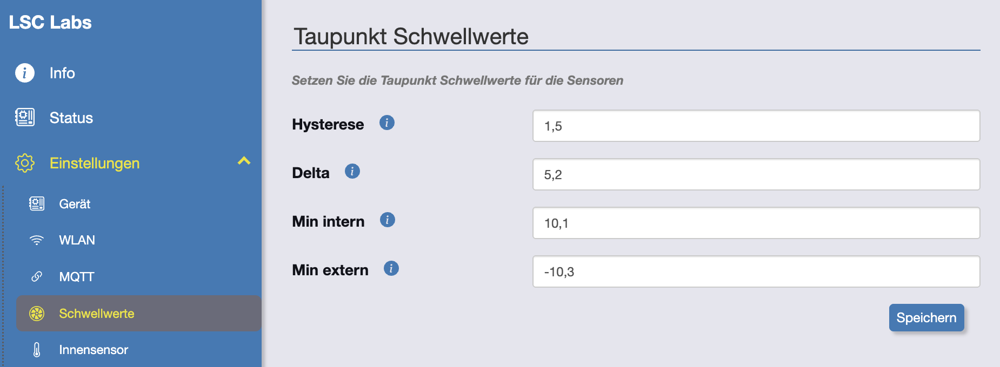 LSC Labs
Info
Status
Einstellungen
Gerät
WLAN
MQTT
Schwellwerte
Innensensor
Taupunkt Schwellwerte
Setzen Sie die Taupunkt Schwellwerte für die Sensoren
Hysterese i 1,5
Delta i 5,2
Min intern i 10,1
Min extern i -10,3
Speichern